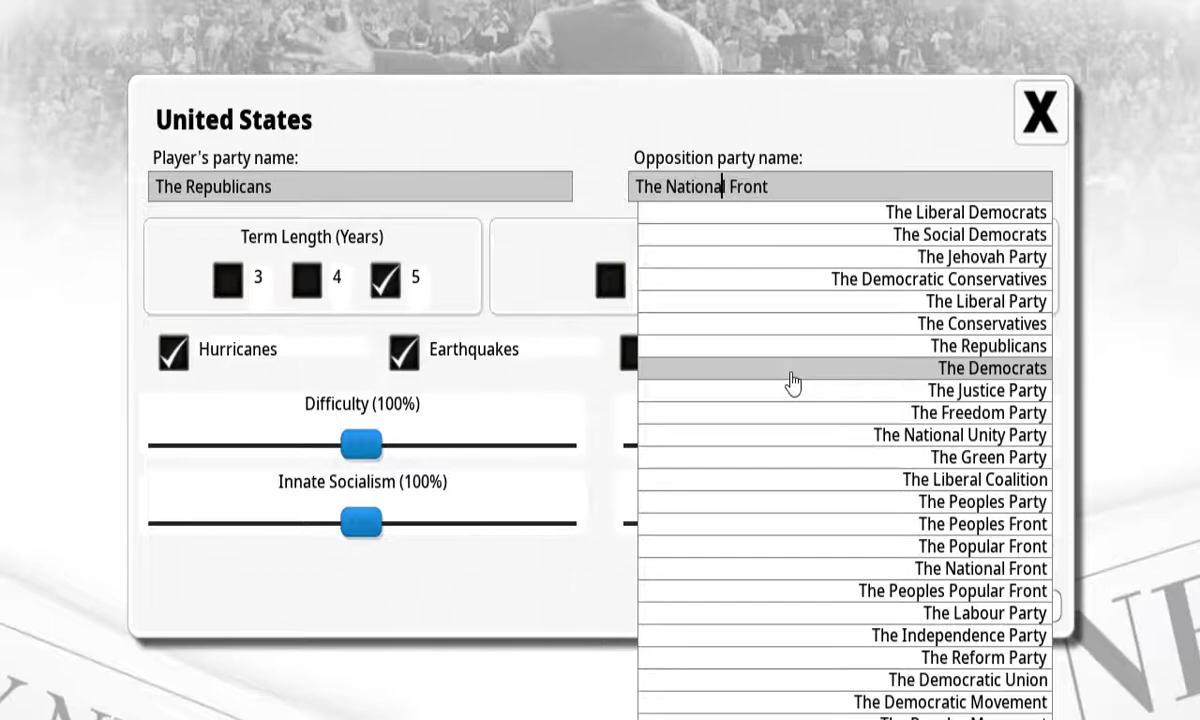 United States
X
Player's party name:
Opposition party name:
The Republicans
The National Front
Term Length (Years)
3
4
5
Hurricanes
Earthquakes
Difficulty (100%)
Innate Socialism (100%)
The Liberal Democrats
The Social Democrats
The Jehovah Party
The Democratic Conservatives
The Liberal Party
The Conservatives
The Republicans
The Democrats
The Justice Party
The Freedom Party
The National Unity Party
The Green Party
The Liberal Coalition
The Peoples Party
The Peoples Front
The Popular Front
The National Front
The Peoples Popular Front
The Labour Party
The Independence Party
The Reform Party
The Democratic Union
The Democratic Movement